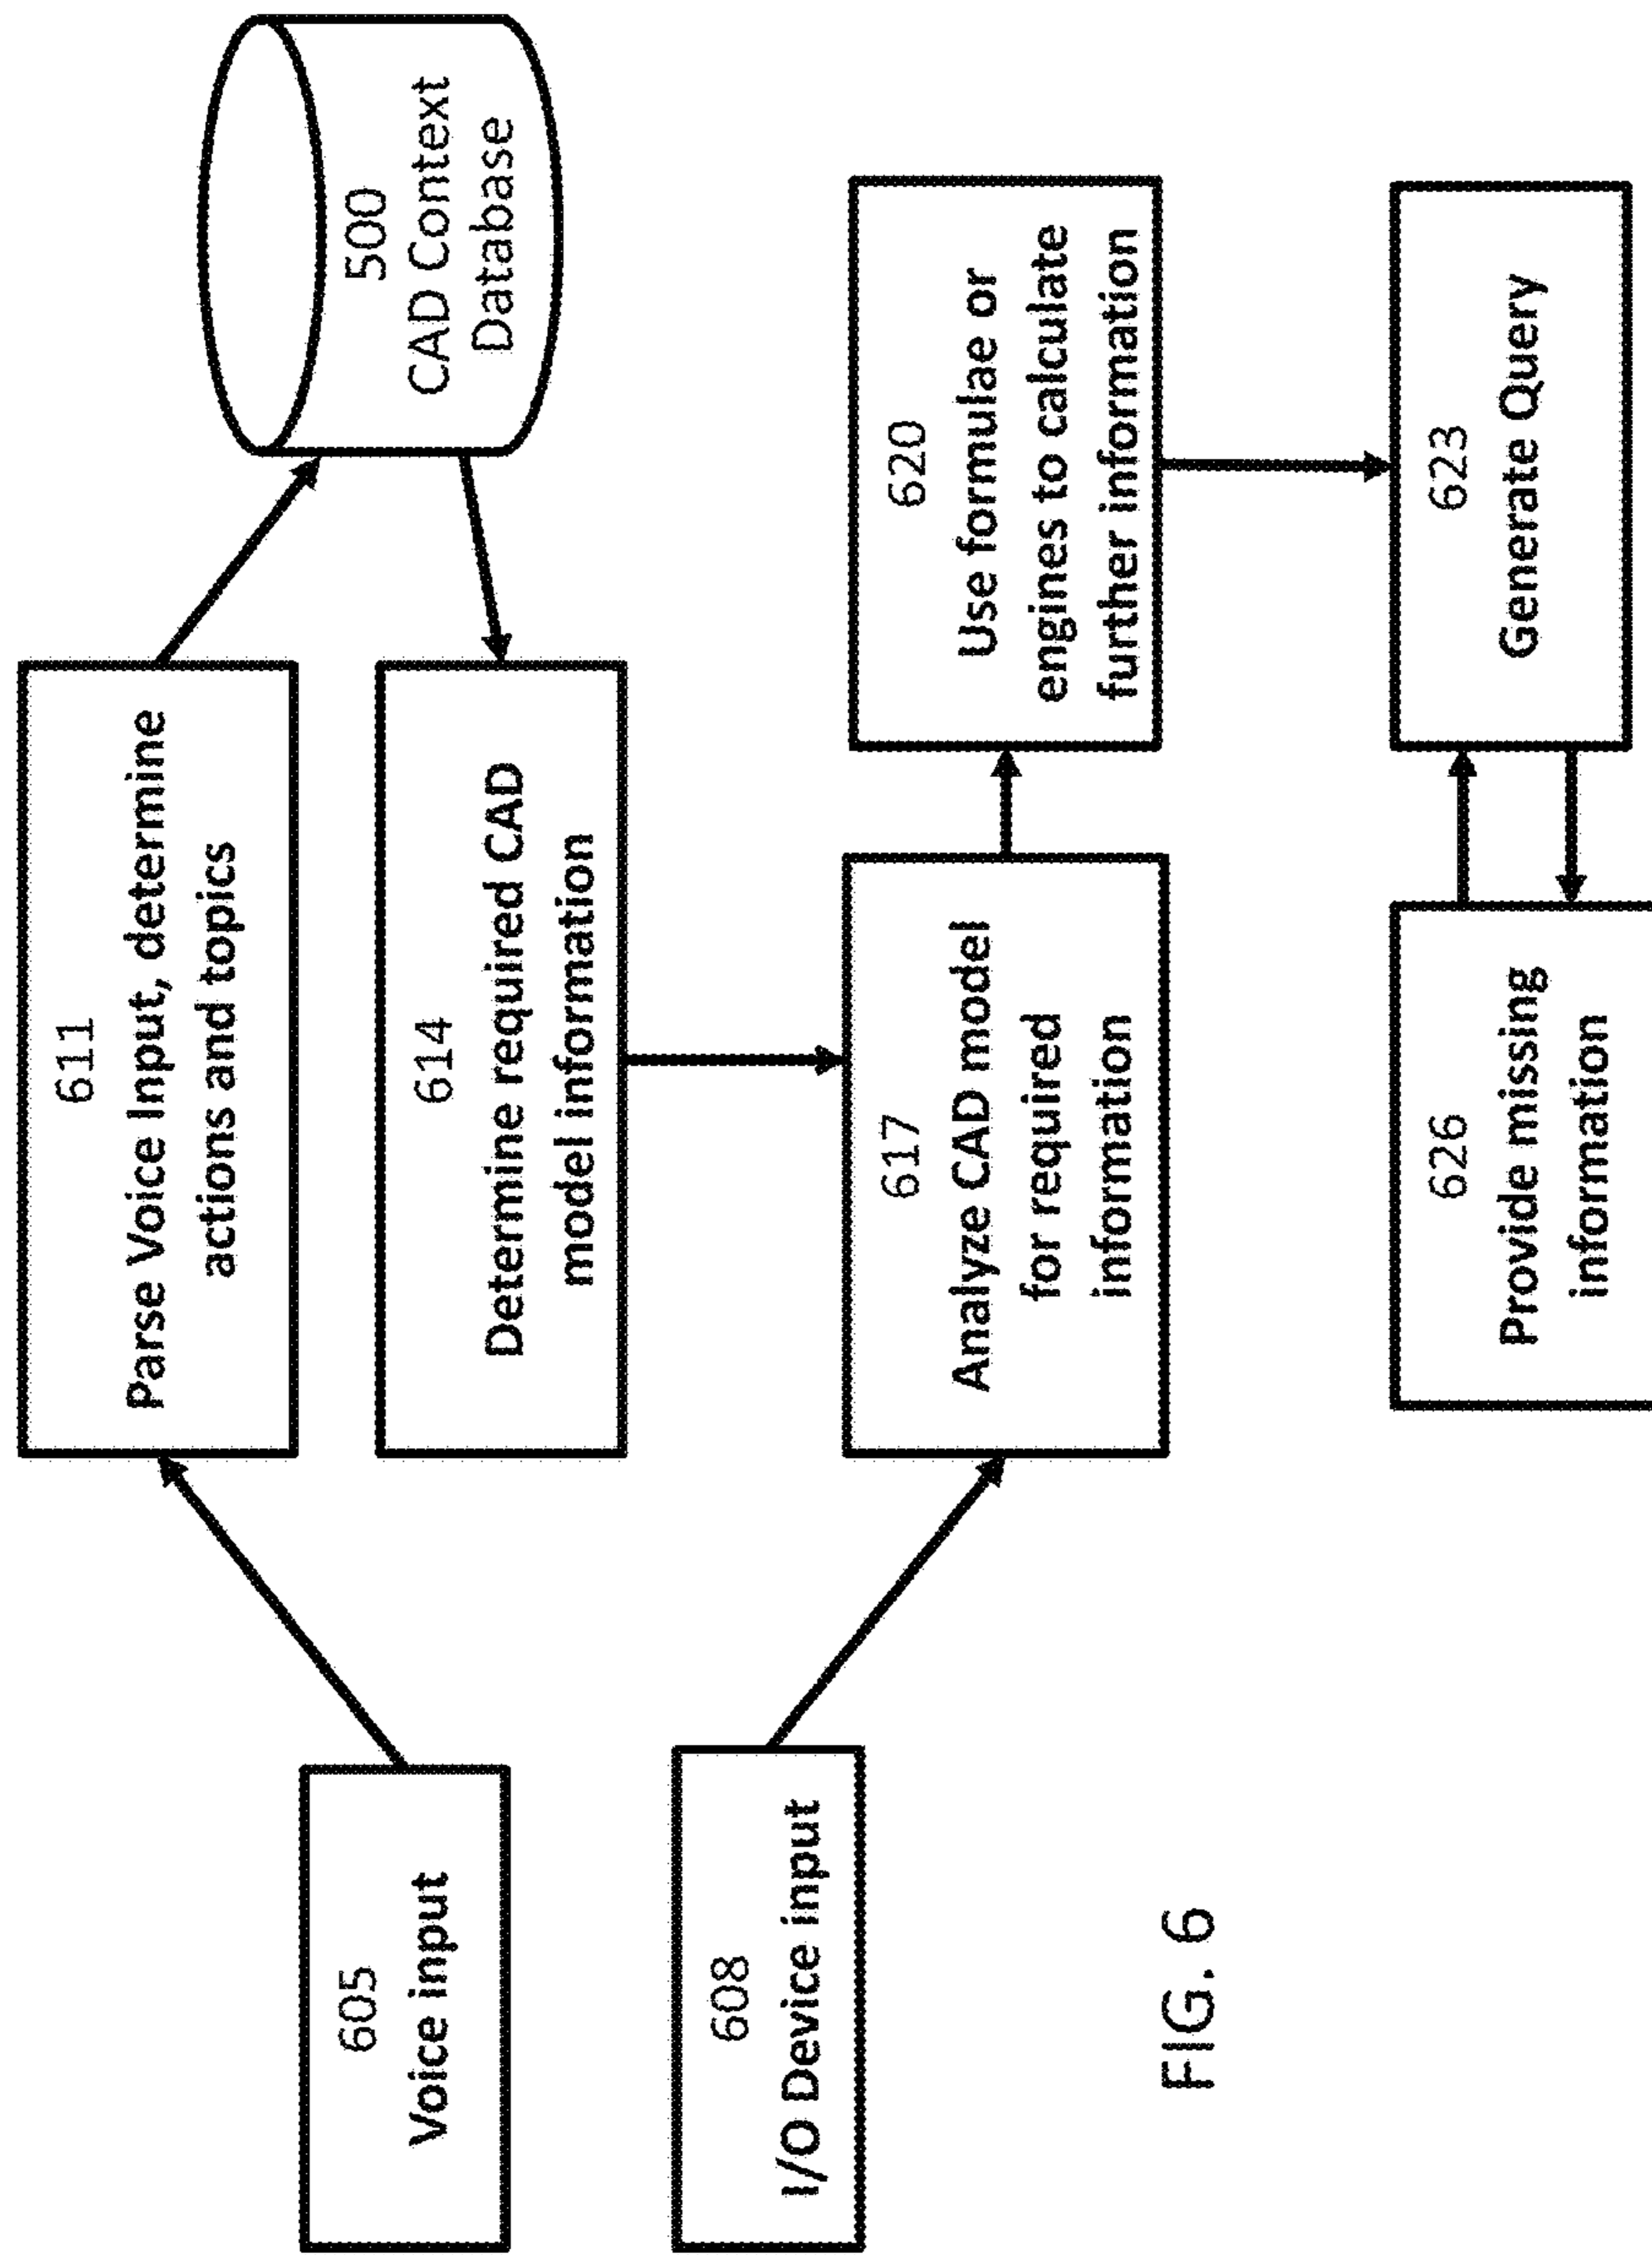 605
Voice input
608
I/O Device input
611
Parse Voice Input, determine
actions and topics
614
Determine required CAD
model information
617
Analyze CAD model
for required
information
500
CAD Context
Database
620
Use formulae or
engines to calculate
further information
623
Generate Query
626
Provide missing
information
FIG. 6